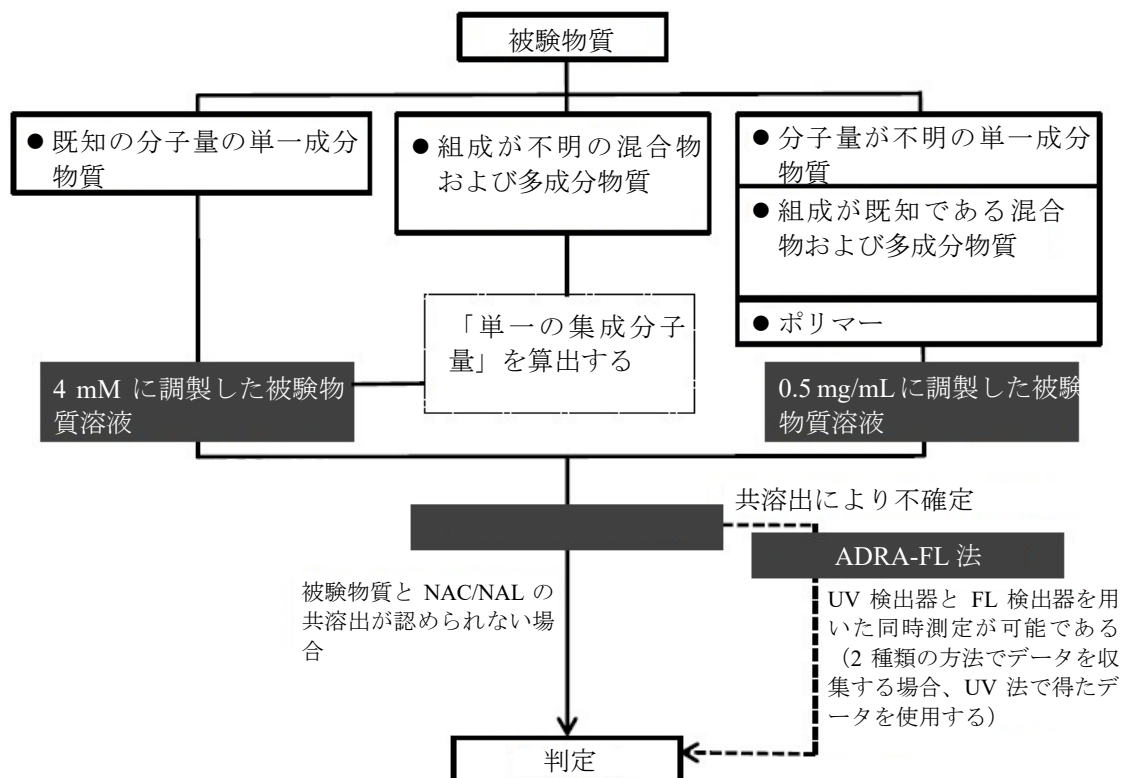 被験物質
● 既知の分子量の単一成分
物質
● 組成が不明の混合物
および多成分物質
● 分子量が不明の単一成分
物質
● 組成が既知である混合
物および多成分物質
● ポリマー
「単一の集成分子
量」を算出する
4 mM に調製した被験物
質溶液
0.5 mg/mL に調製した被験
物質溶液
共溶出により不確定
ADRA-FL 法
被験物質と NAC/NAL の
共溶出が認められない場
合
UV 検出器と FL 検出器を用
いた同時測定が可能である
（2 種類の方法でデータを収
集する場合、UV 法で得たデ
ータを使用する）
判定